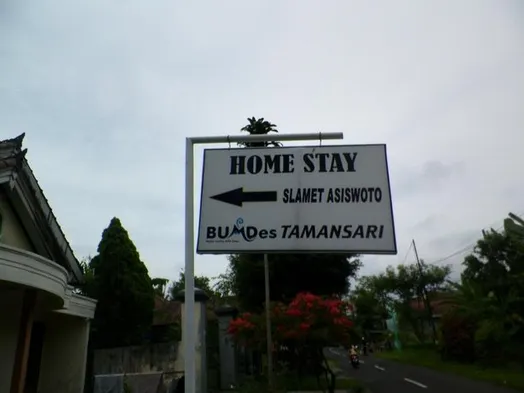 HOME STAY
SLAMET ASISWOTO
BUMDes TAMANSARI